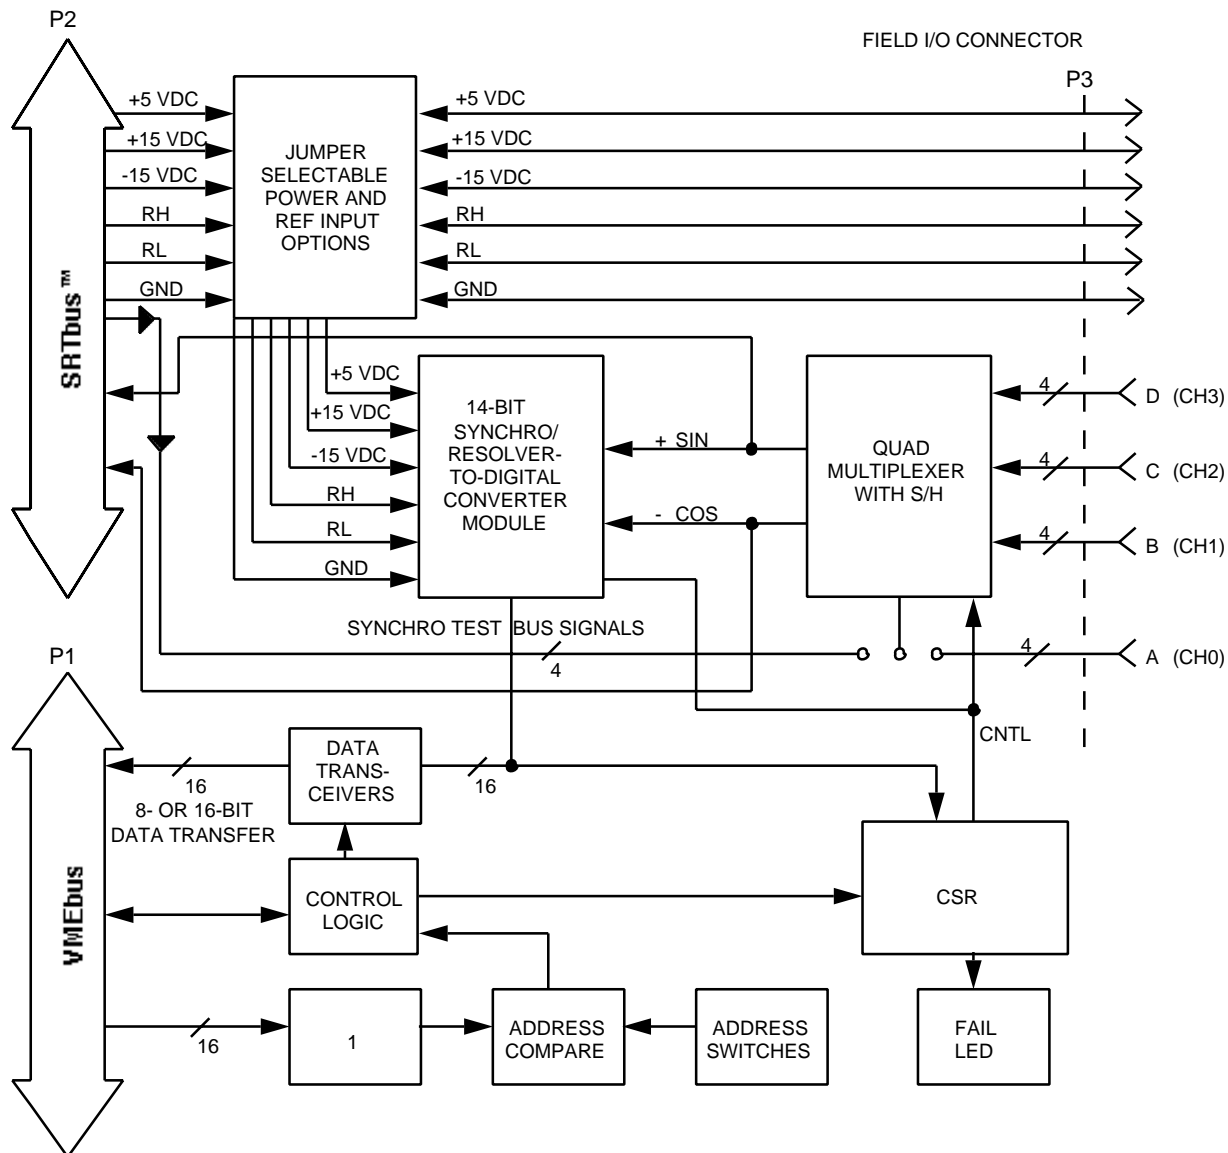 P2
FIELD I/O CONNECTOR
P3
+5 VDC
+15 VDC
-15 VDC
RH
RL
GND
JUMPER
SELECTABLE
POWER AND
REF INPUT
OPTIONS
+5 VDC
+15 VDC
-15 VDC
RH
RL
GND
SRTbus™
+5 VDC
+15 VDC
-15 VDC
RH
RL
GND
14-BIT
SYNCHRO/
RESOLVER-
TO-DIGITAL
CONVERTER
MODULE
+ SIN
- COS
QUAD
MULTIPLEXER
WITH S/H
4 D (CH3)
4 C (CH2)
4 B (CH1)
4 A (CH0)
SYNCHRO TEST BUS SIGNALS
4
CNTL
P1
VMEbus
16
8- OR 16-BIT
DATA TRANSFER
DATA
TRANS-
CEIVERS
16
CONTROL
LOGIC
CSR
16
1
ADDRESS
COMPARE
ADDRESS
SWITCHES
FAIL
LED